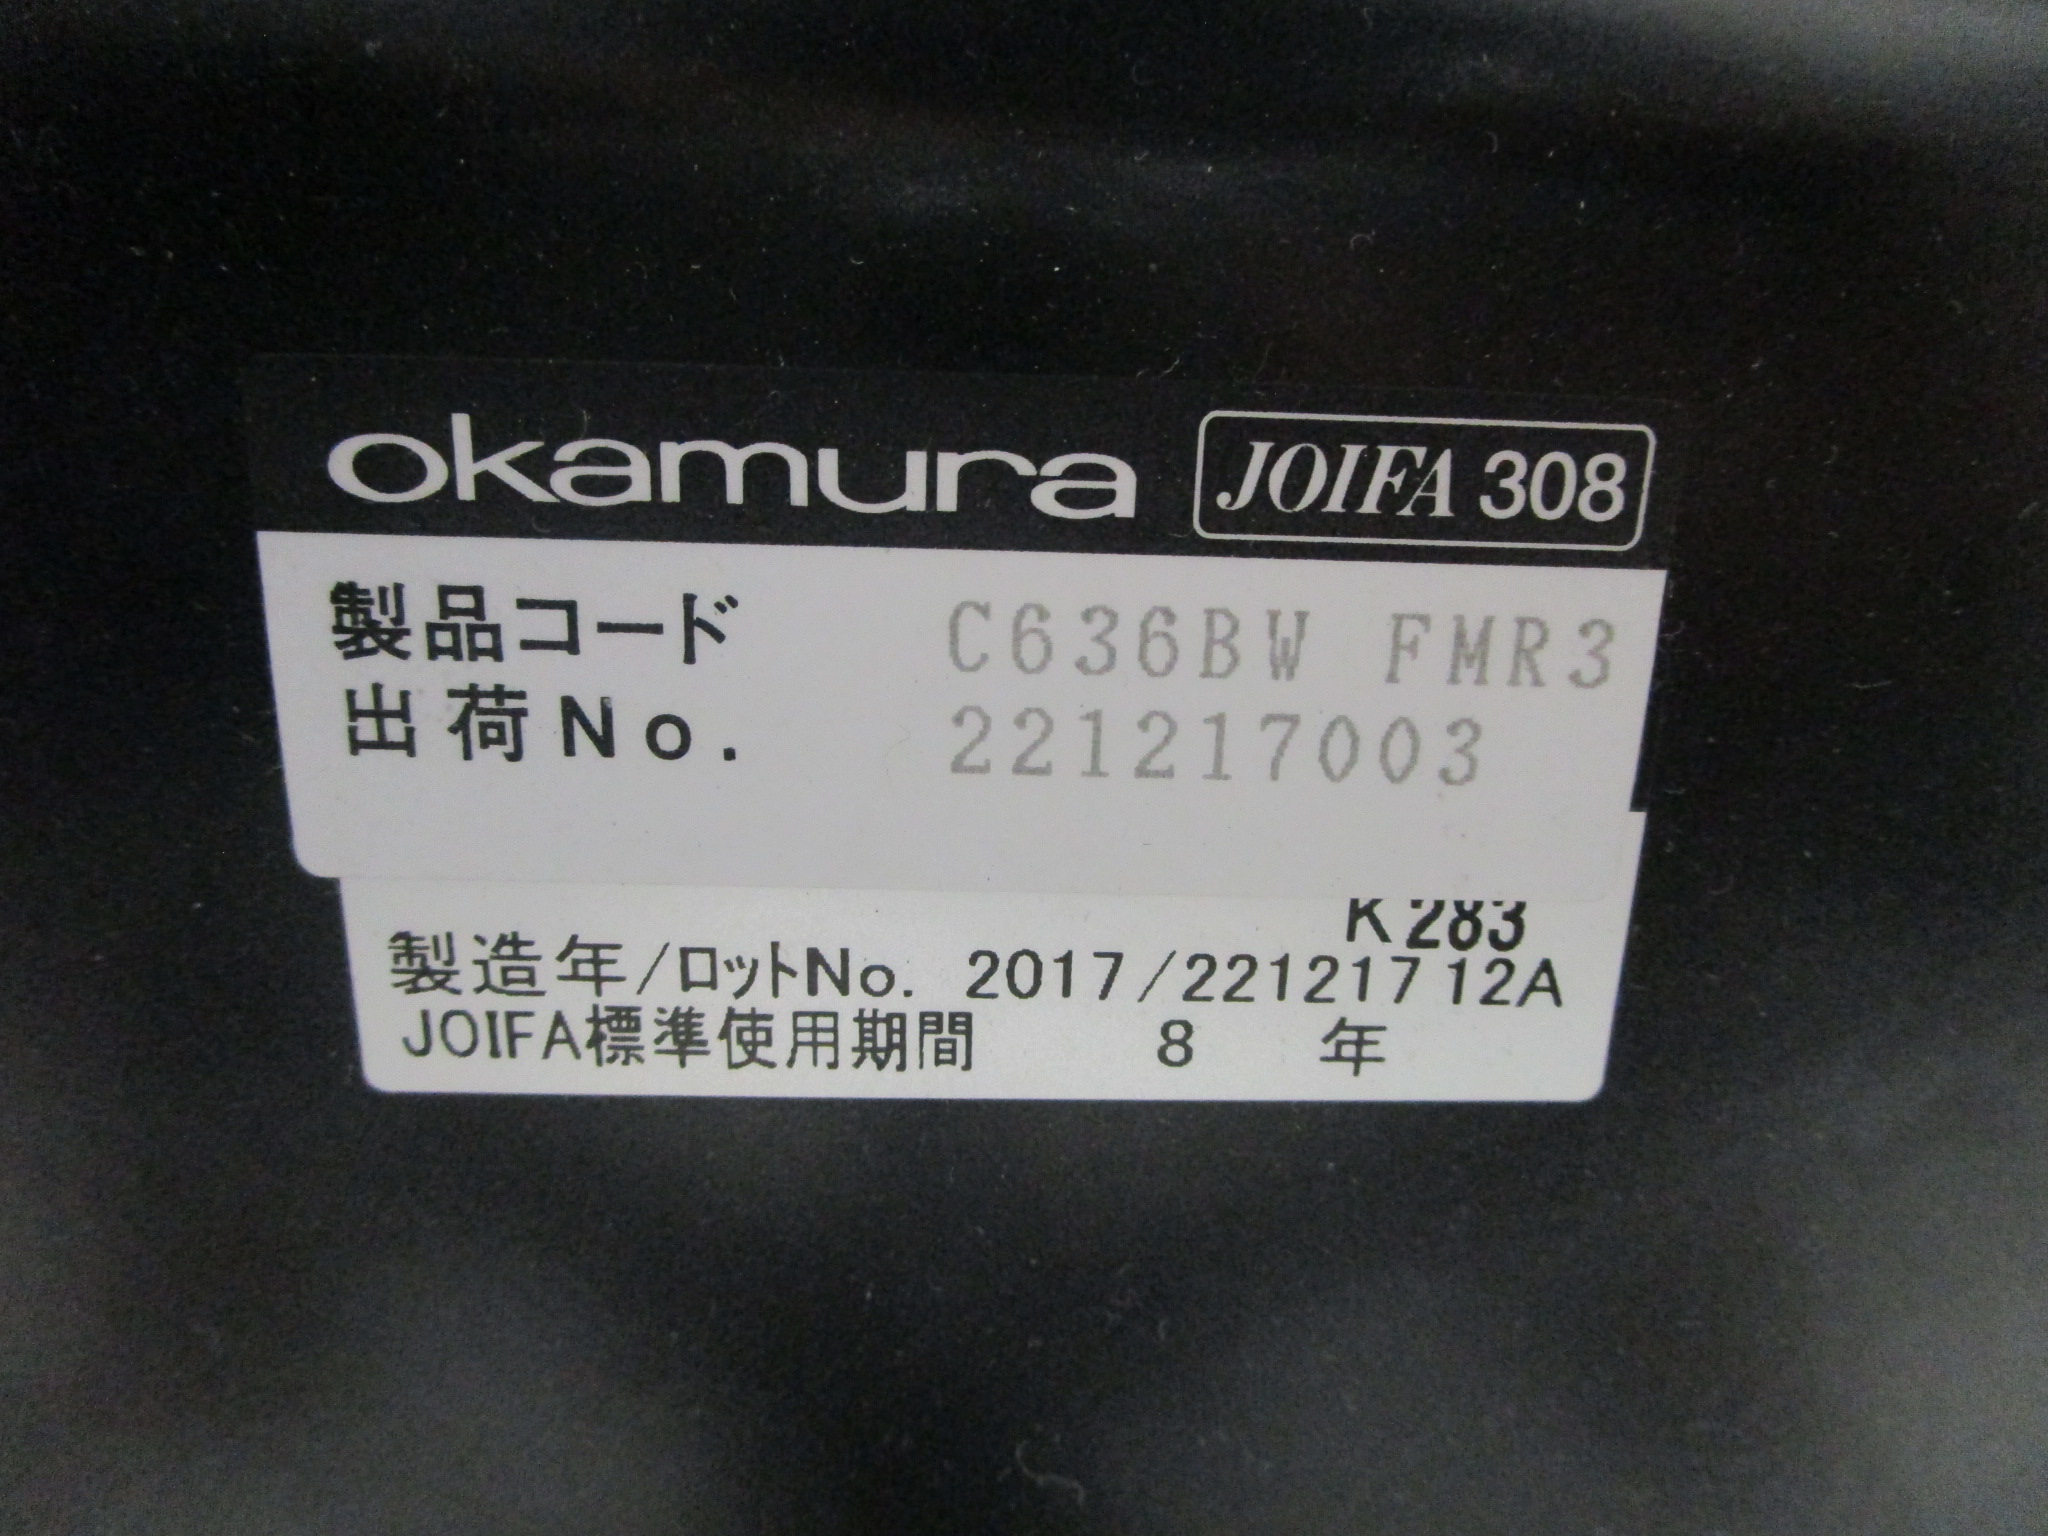 okamura JOIFA 308
製品コード C636BW FMR3
出荷No. 221217003
K283
製造年/ロットNo. 2017/22121712A
JOIFA標準使用期間 8 年